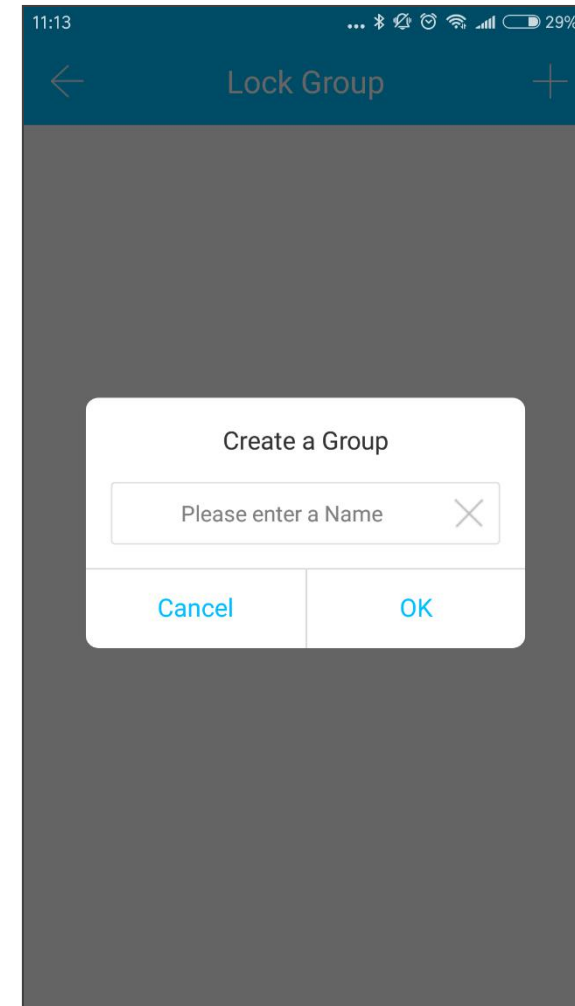 11:13 ... 29%
Lock Group
Create a Group
Please enter a Name
Cancel OK